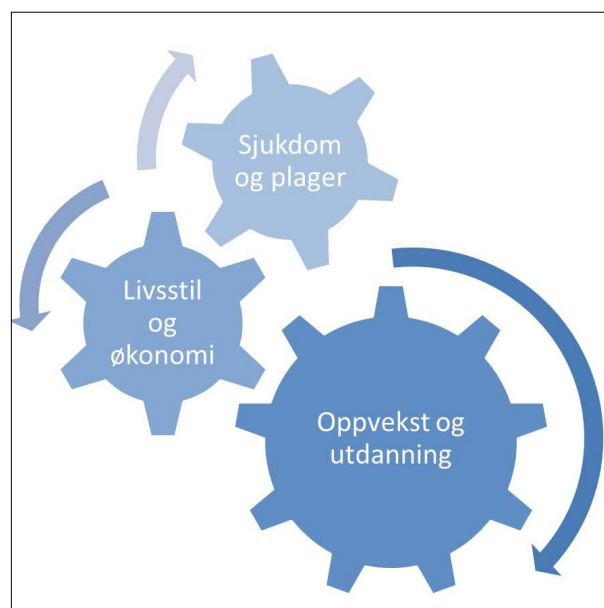 Sjukdom
og plager
Livsstil
og
økonomi
Oppvekst og
utdanning